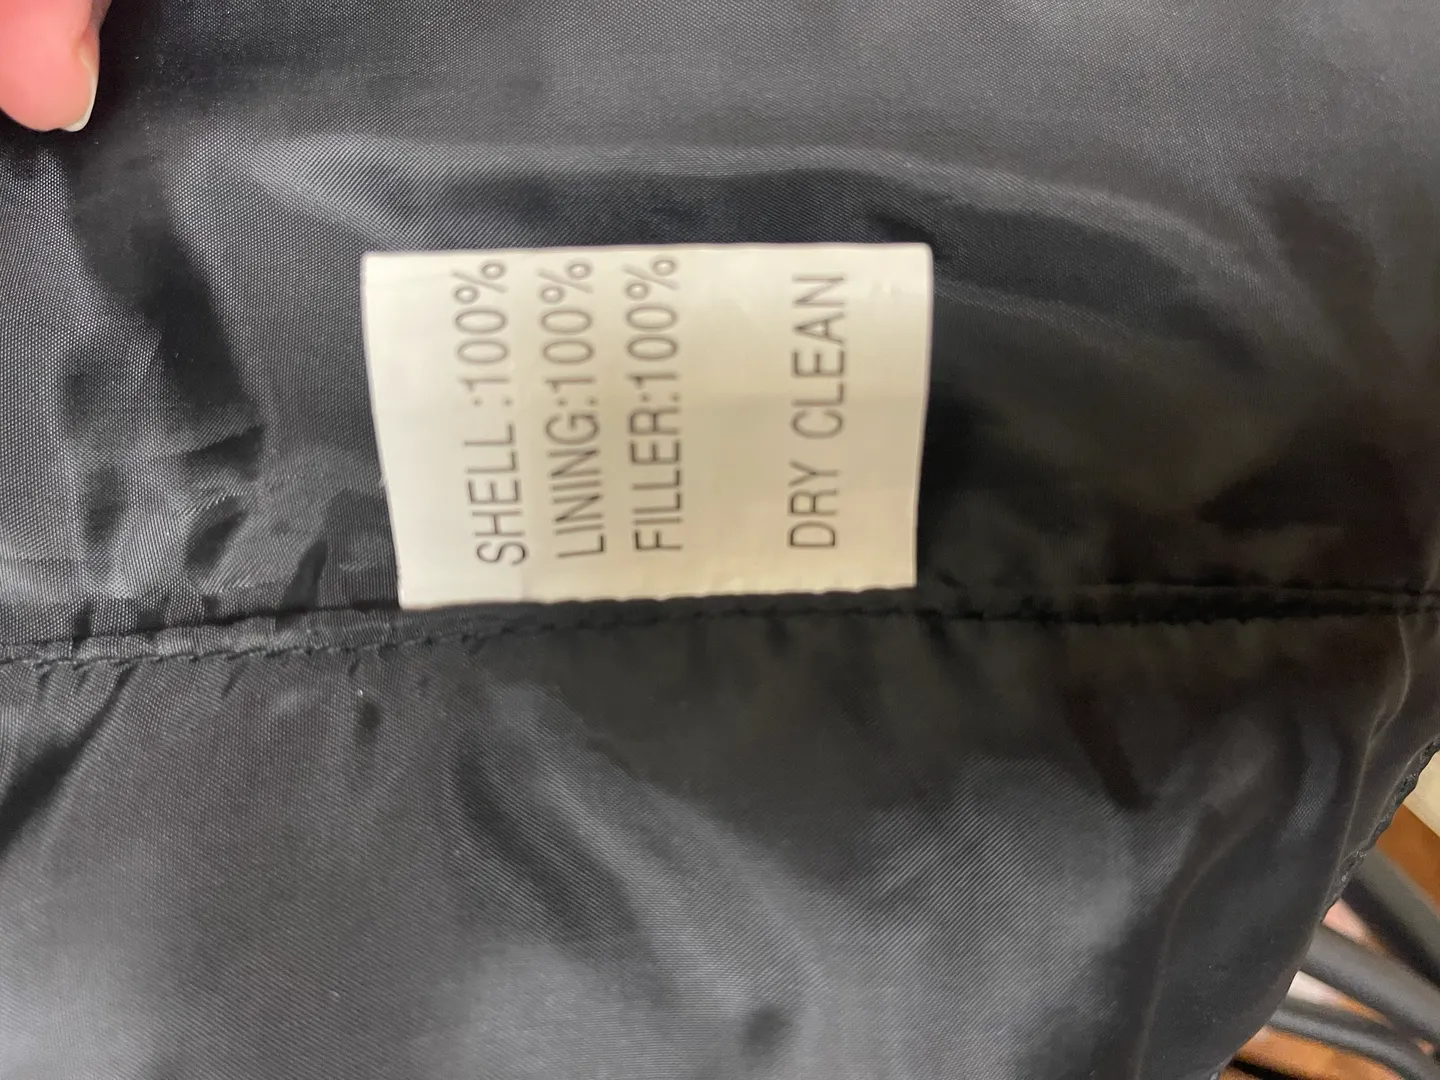 SHELL :100%
LINING:100%
FILLER:100%
DRY CLEAN